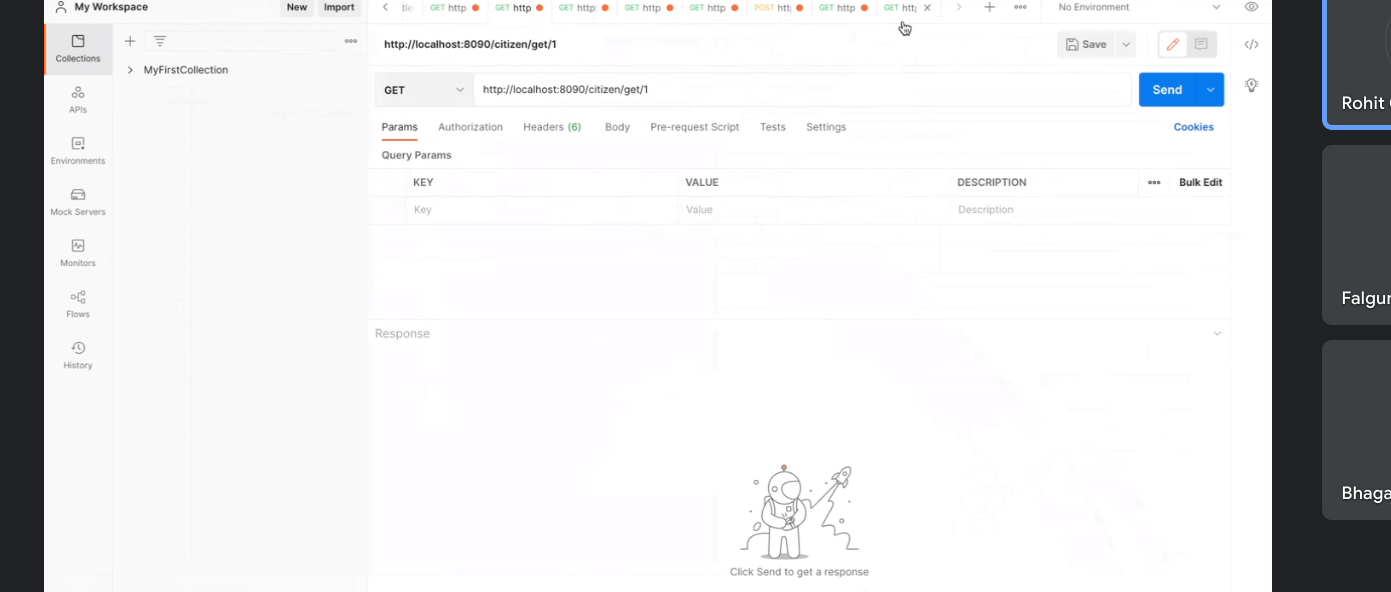 My Workspace
New
Import
GET http
GET http
GET http
GET http
GET http
POST http
GET http
GET http
No Environment
Collections
APIs
Environments
Mock Servers
Monitors
Flows
History
MyFirstCollection
http://localhost:8090/citizen/get/1
Save
GET
http://localhost:8090/citizen/get/1
Send
Params
Authorization
Headers (6)
Body
Pre-request Script
Tests
Settings
Cookies
Query Params
KEY
VALUE
DESCRIPTION
Bulk Edit
Key
Value
Description
Response
Click Send to get a response
Rohit
Falgur
Bhaga